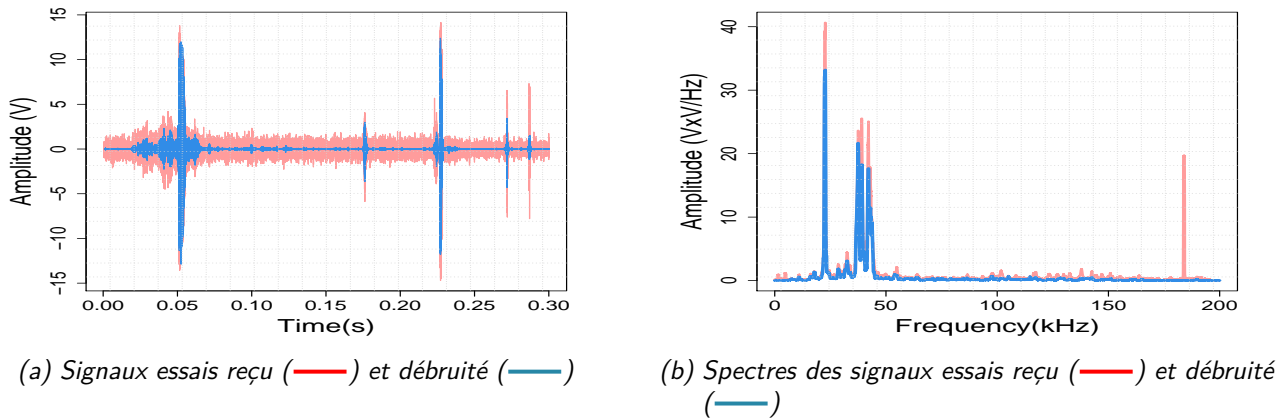 15
10
5
0
−5
−10
−15
Amplitude (V)
0.00 0.05 0.10 0.15 0.20 0.25 0.30
Time(s)
(a) Signaux essais reçu ( ) et débruité ( )
40
30
20
10
0
Amplitude (VxV/Hz)
0 50 100 150 200
Frequency(kHz)
(b) Spectres des signaux essais reçu ( ) et débruité
( )